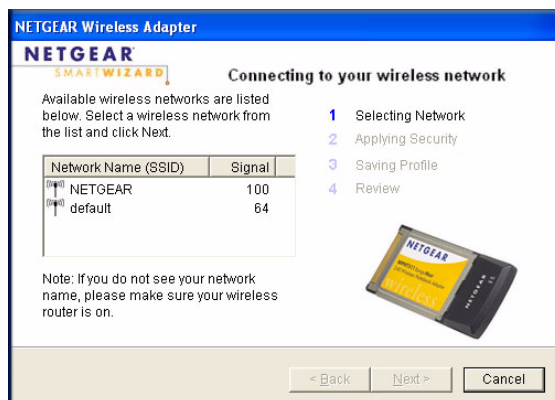 NETGEAR Wireless Adapter
NETGEAR
SMARTWIZARD
Connecting to your wireless network
Available wireless networks are listed
below. Select a wireless network from
the list and click Next.
Network Name (SSID) Signal
NETGEAR 100
default 64
Note: If you do not see your network
name, please make sure your wireless
router is on.
1 Selecting Network
2 Applying Security
3 Saving Profile
4 Review
NETGEAR
wireless
NETGEAR
< Back Next > Cancel